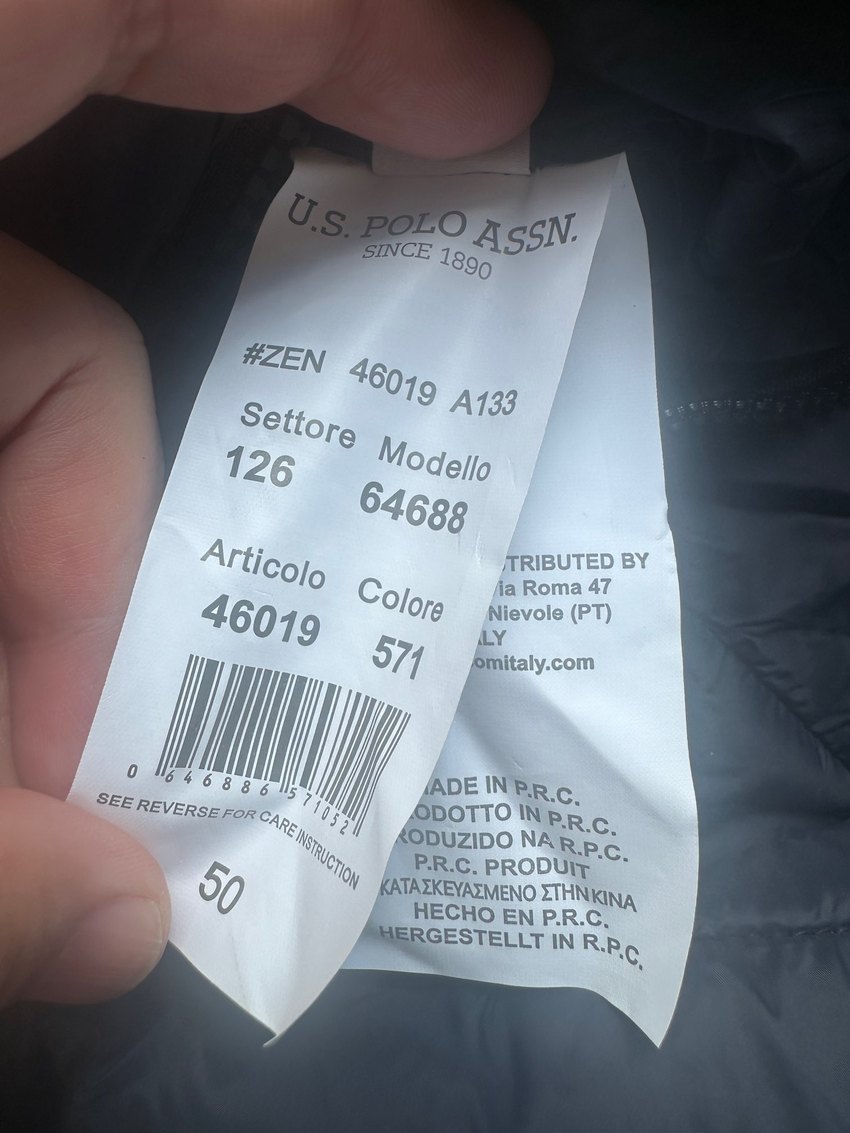 U.S. POLO ASSN.
SINCE 1890
#ZEN 46019 A133
Settore Modello
126 64688
Articolo Colore
46019 571
0 646886 571052
SEE REVERSE FOR CARE INSTRUCTION
50
TRIBUTED BY
ia Roma 47
Nievole (PT)
LY
omitaly.com
ADE IN P.R.C.
ODOTTO IN P.R.C.
RODUZIDO NA R.P.C.
P.R.C. PRODUIT
ΚΑΤΑΣΚΕΥΑΣΜΕΝΟ ΣΤΗΝ ΚΙΝΑ
HECHO EN P.R.C.
HERGESTELLT IN R.P.C.